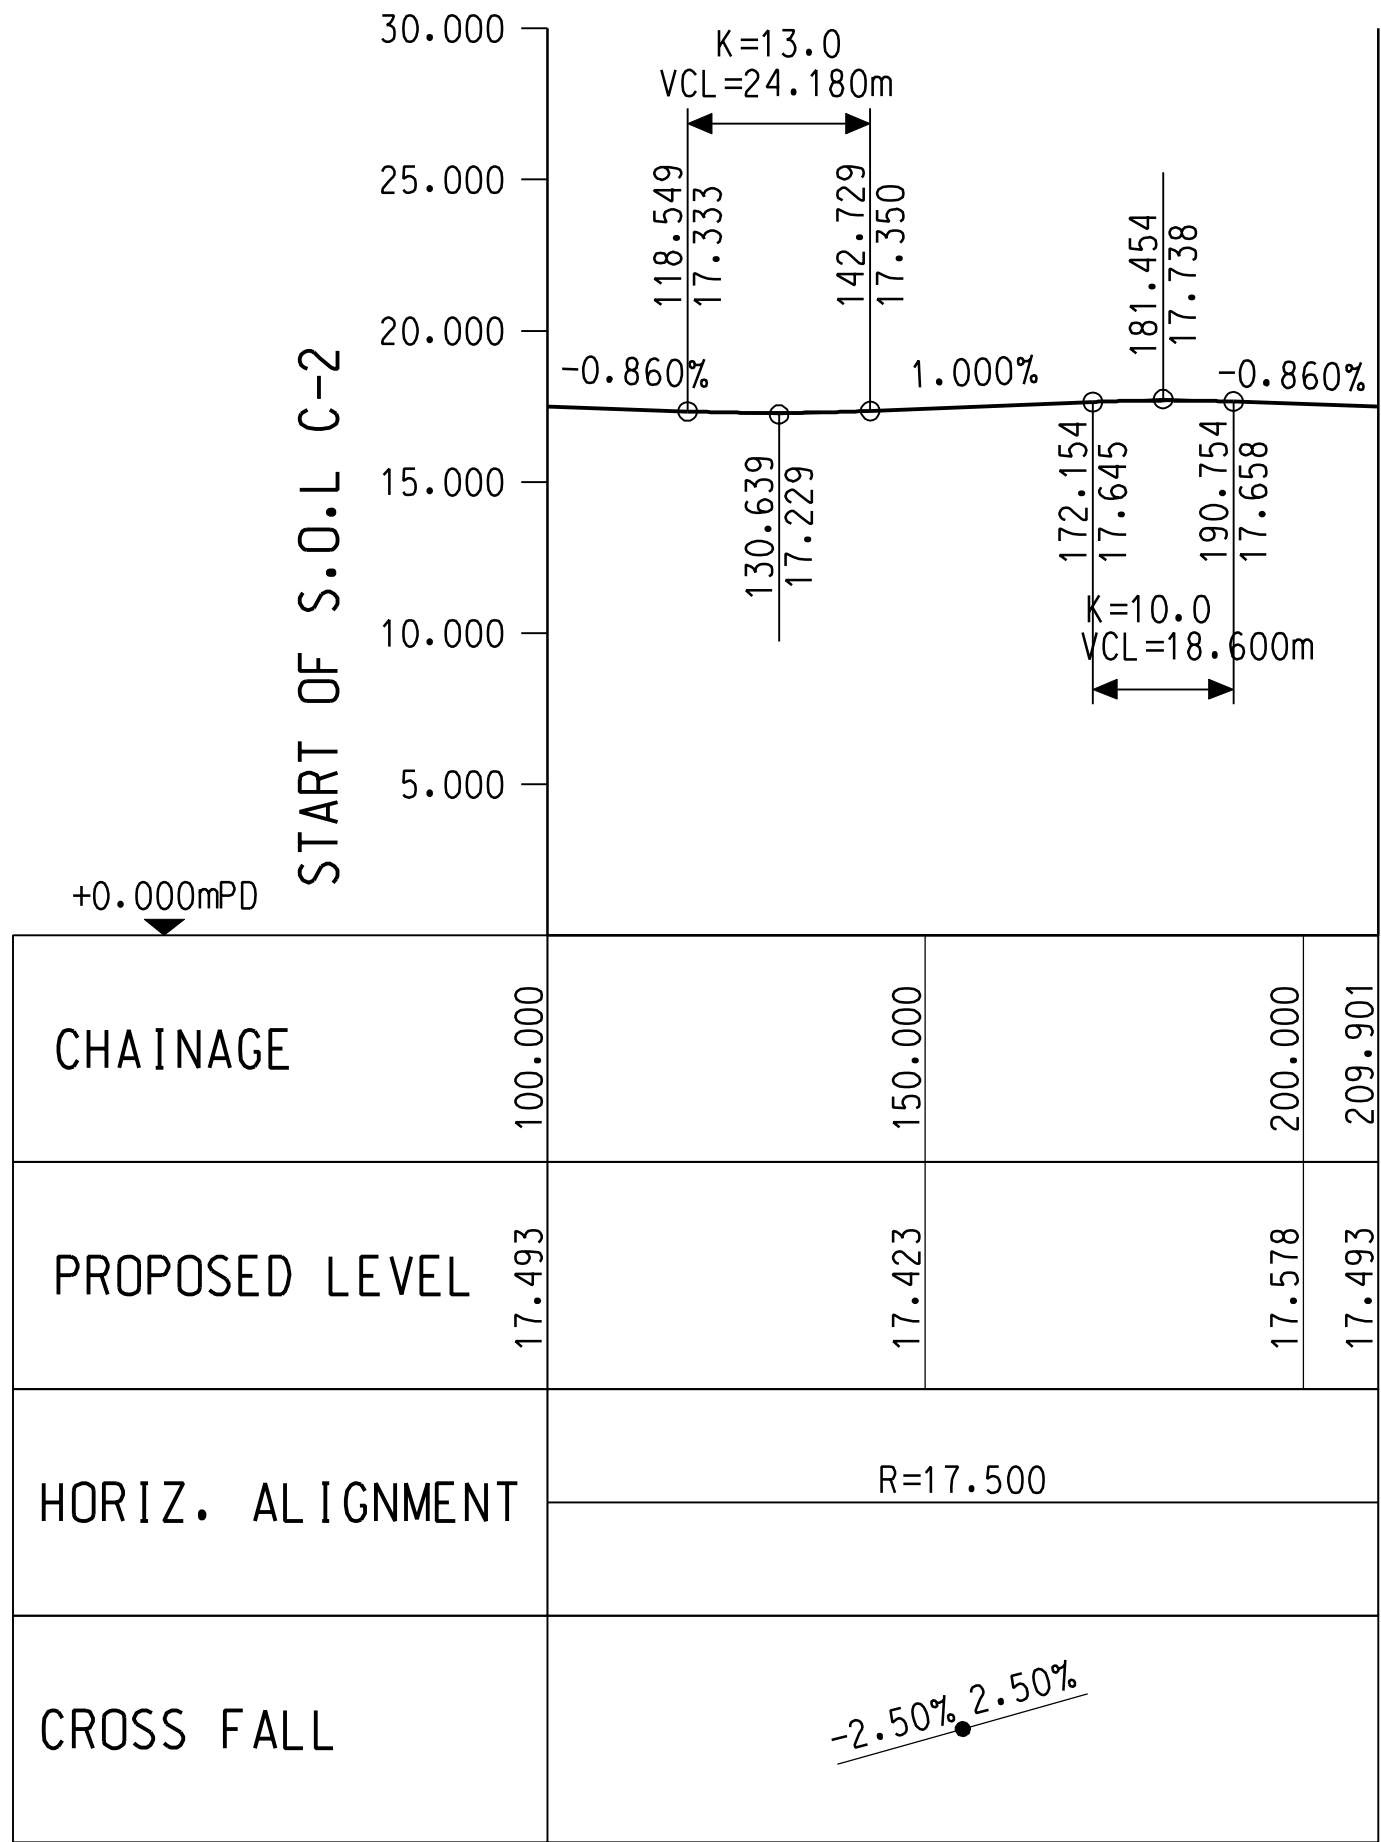 30.000
K=13.0
VCL=24.180m
25.000
118.549
17.333
142.729
17.350
181.454
17.738
20.000
-0.860%
1.000%
-0.860%
START OF S.O.L C-2
15.000
130.639
17.229
172.154
17.645
190.754
17.658
10.000
K=10.0
VCL=18.600m
5.000
+0.000mPD
CHAINAGE
100.000
150.000
200.000
209.901
PROPOSED LEVEL
17.493
17.423
17.578
17.493
HORIZ. ALIGNMENT
R=17.500
CROSS FALL
-2.50% 2.50%